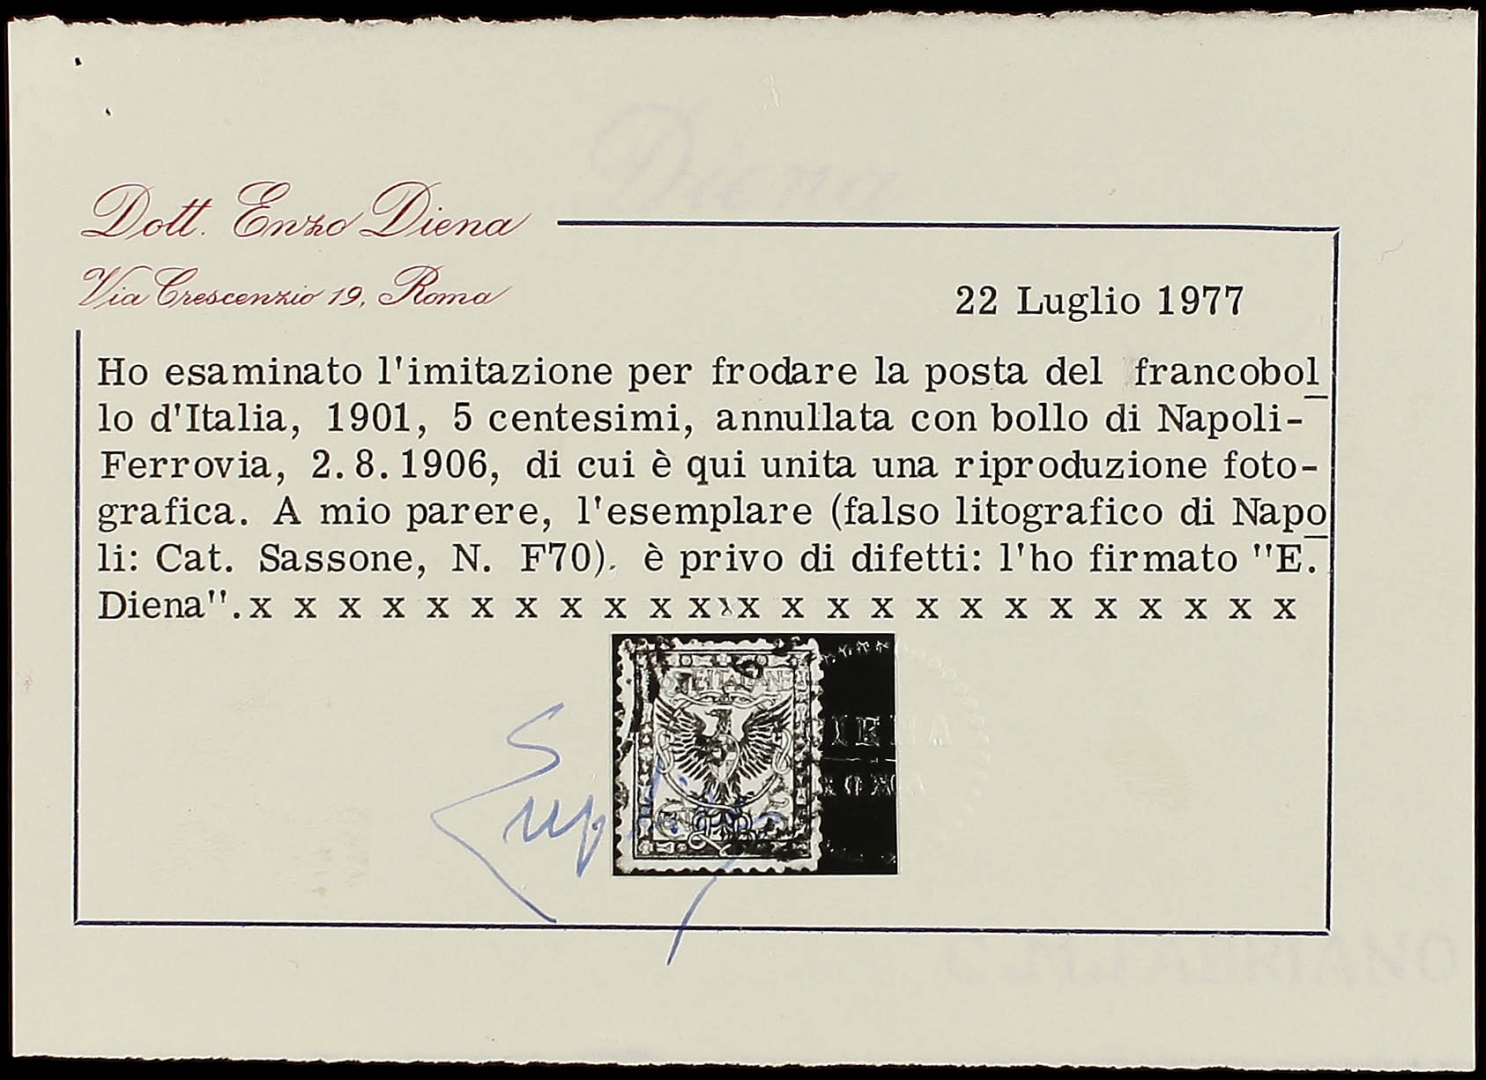 Diena
Dott. Enzo Diena
Via Crescenzio 19, Roma
22 Luglio 1977
Ho esaminato l'imitazione per frodare la posta del francobol
lo d'Italia, 1901, 5 centesimi, annullata con bollo di Napoli-
Ferrovia, 2.8.1906, di cui è qui unita una riproduzione foto-
grafica. A mio parere, l'esemplare (falso litografico di Napo
li: Cat. Sassone, N. F70). è privo di difetti: l'ho firmato "E.
Diena".x x x x x x x x x x x x x x x x x x x x x x x x
IENA
ROMA
FABRIANO